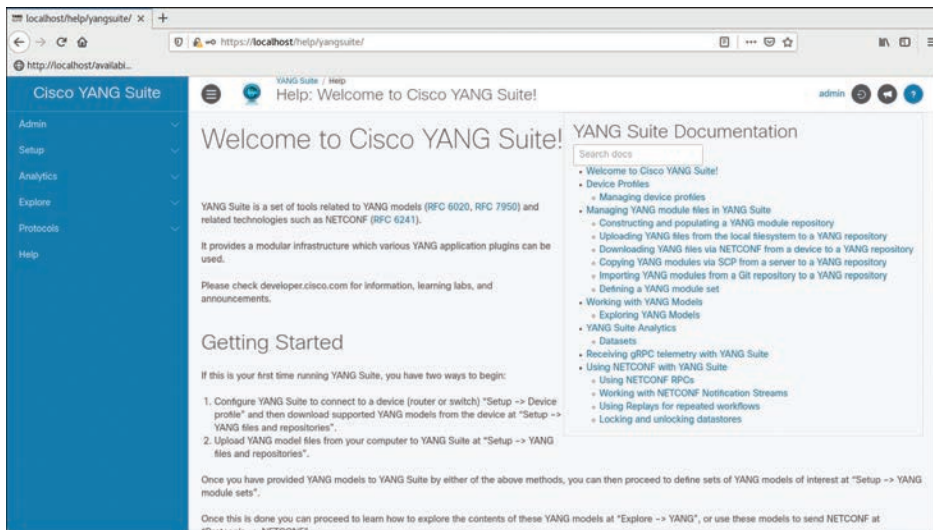 localhost/help/yangsuite/ × +
https://localhost/help/yangsuite/
http://localhost/availabi...
Cisco YANG Suite
YANG Suite / Help
Help: Welcome to Cisco YANG Suite!
admin
Admin
Setup
Analytics
Explore
Protocols
Help
Welcome to Cisco YANG Suite!
YANG Suite is a set of tools related to YANG models (RFC 6020, RFC 7950) and
related technologies such as NETCONF (RFC 6241).
It provides a modular infrastructure which various YANG application plugins can be
used.
Please check developer.cisco.com for information, learning labs, and
announcements.
Getting Started
If this is your first time running YANG Suite, you have two ways to begin:
1. Configure YANG Suite to connect to a device (router or switch) "Setup -> Device
profile" and then download supported YANG models from the device at "Setup ->
YANG files and repositories".
2. Upload YANG model files from your computer to YANG Suite at "Setup -> YANG
files and repositories".
YANG Suite Documentation
Search docs
• Welcome to Cisco YANG Suite!
• Device Profiles
Managing device profiles
• Managing YANG module files in YANG Suite
Constructing and populating a YANG module repository
Uploading YANG files from the local filesystem to a YANG repository
Downloading YANG files via NETCONF from a device to a YANG repository
Copying YANG modules via SCP from a server to a YANG repository
Importing YANG modules from a Git repository to a YANG repository
Defining a YANG module set
• Working with YANG Models
Exploring YANG Models
• YANG Suite Analytics
Datasets
• Receiving gRPC telemetry with YANG Suite
• Using NETCONF with YANG Suite
Using NETCONF RPCs
Working with NETCONF Notification Streams
Using Replays for repeated workflows
Locking and unlocking datastores
Once you have provided YANG models to YANG Suite by either of the above methods, you can then proceed to define sets of YANG models of interest at "Setup -> YANG
module sets".
Once this is done you can proceed to learn how to explore the contents of these YANG models at "Explore -> YANG", or use these models to send NETCONF at